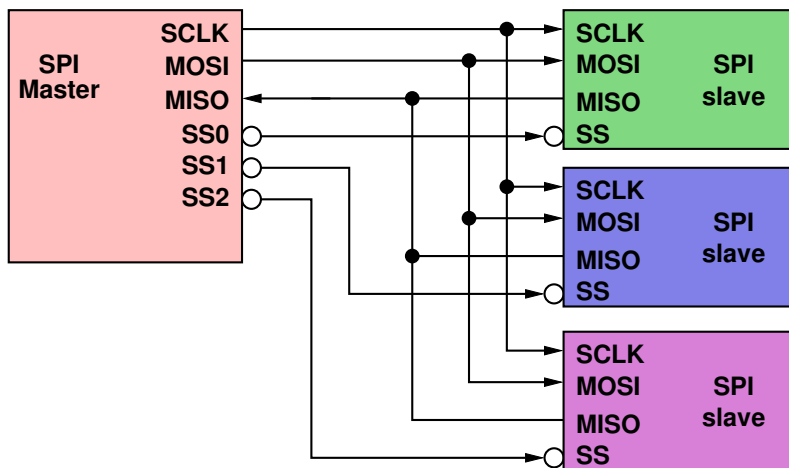 SPI
Master
SCLK
MOSI
MISO
SS0
SS1
SS2
SCLK
MOSI
MISO
SS
SPI
slave
SCLK
MOSI
MISO
SS
SPI
slave
SCLK
MOSI
MISO
SS
SPI
slave